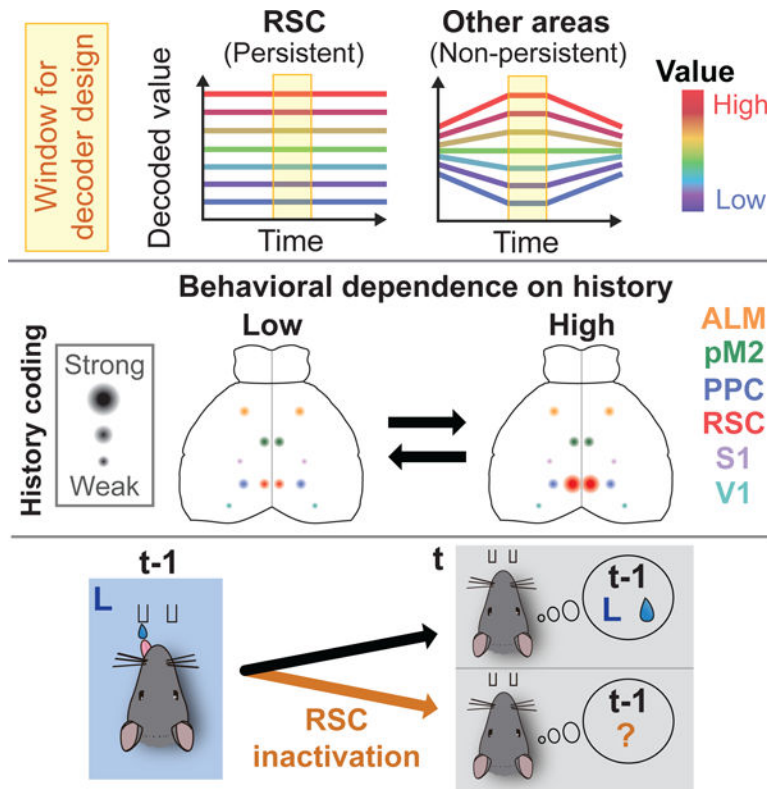 Window for
decoder design
RSC
(Persistent)
Decoded value
Time
Other areas
(Non-persistent)
Time
Value
High
Low
Behavioral dependence on history
Low
High
History coding
Strong
Weak
ALM
pM2
PPC
RSC
S1
V1
t-1
L
RSC
inactivation
t
t-1
L
t-1
?